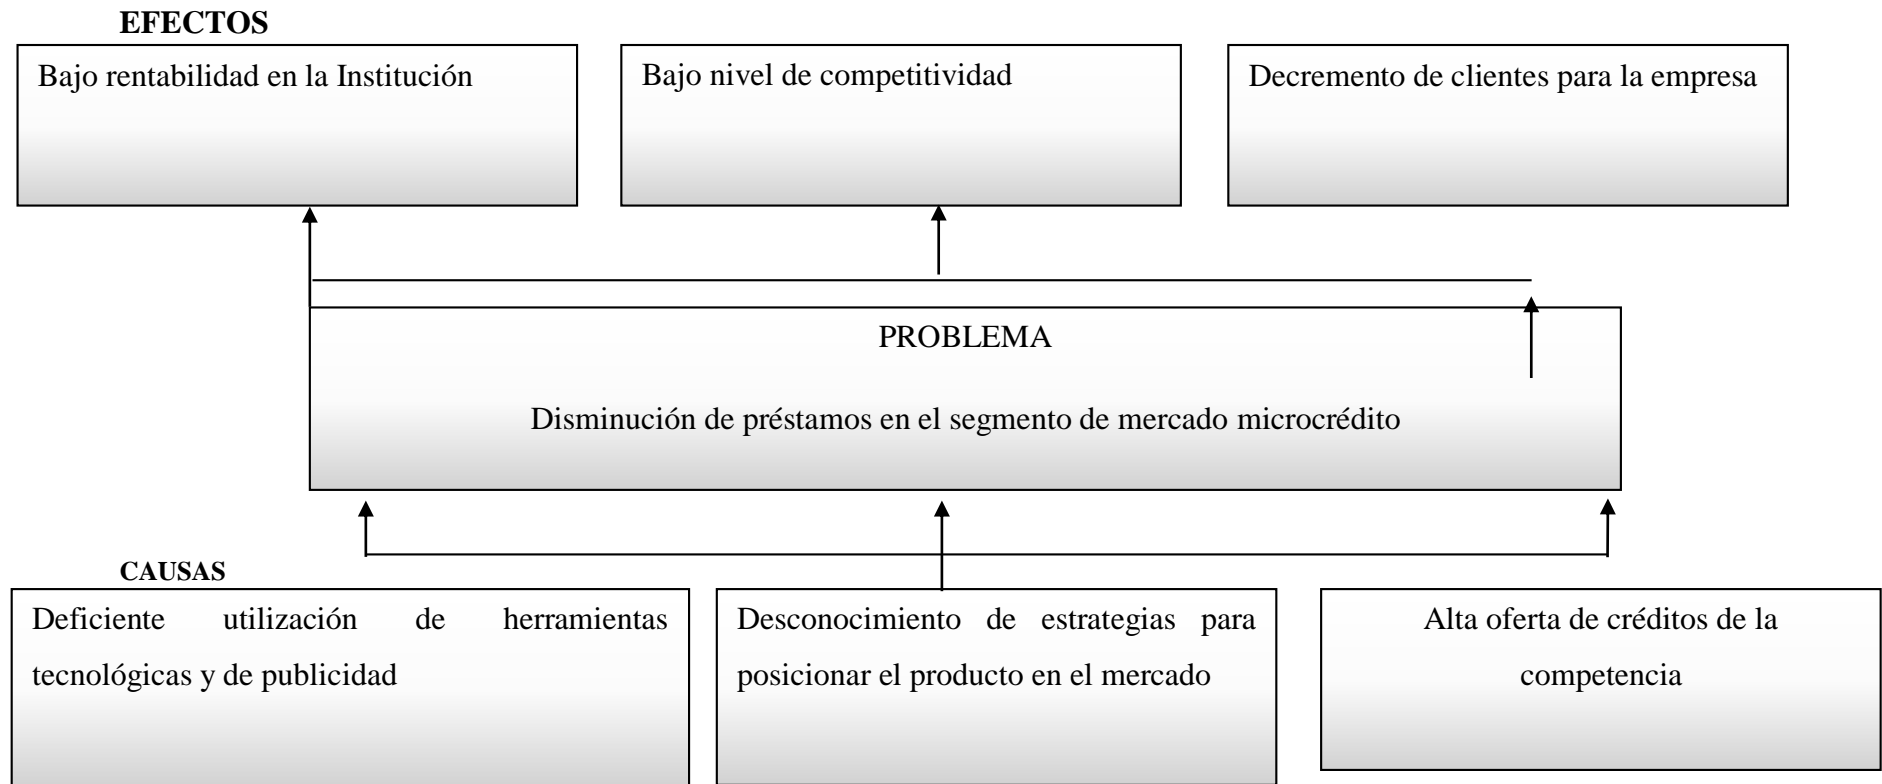 EFECTOS
Bajo rentabilidad en la Institución
Bajo nivel de competitividad
Decremento de clientes para la empresa
PROBLEMA
Disminución de préstamos en el segmento de mercado microcrédito
CAUSAS
Deficiente utilización de herramientas
tecnológicas y de publicidad
Desconocimiento de estrategias para
posicionar el producto en el mercado
Alta oferta de créditos de la
competencia